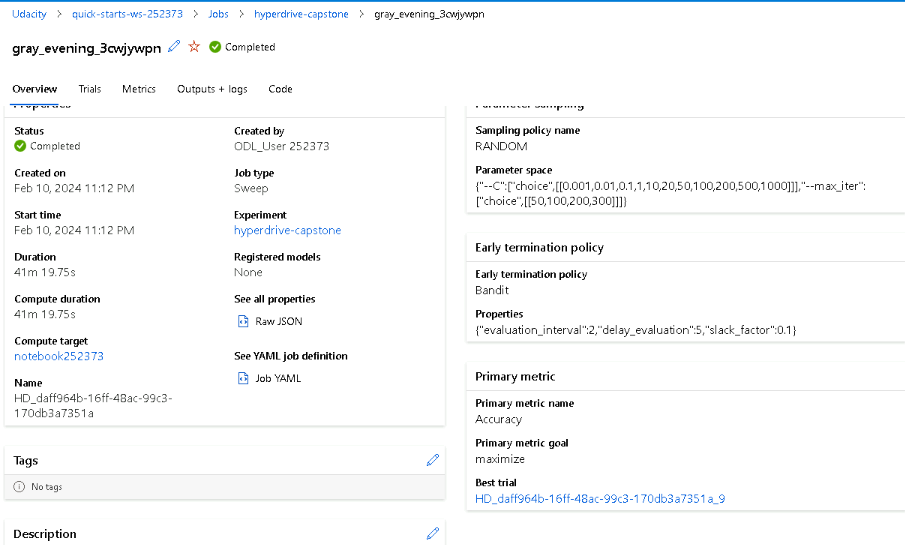 Udacity > quick-starts-ws-252373 > Jobs > hyperdrive-capstone > gray_evening_3cwjywpn
gray_evening_3cwjywpn Completed
Overview Trials Metrics Outputs + logs Code
Properties
Status
Completed
Created on
Feb 10, 2024 11:12 PM
Start time
Feb 10, 2024 11:12 PM
Duration
41m 19.75s
Compute duration
41m 19.75s
Compute target
notebook252373
Name
HD_daff964b-16ff-48ac-99c3-
170db3a7351a
Created by
ODL_User 252373
Job type
Sweep
Experiment
hyperdrive-capstone
Registered models
None
See all properties
Raw JSON
See YAML job definition
Job YAML
Tags
No tags
Description
Parameter sampling
Sampling policy name
RANDOM
Parameter space
{"--C":["choice",[[0.001,0.01,0.1,1,10,20,50,100,200,500,1000]]],"--max_iter":
["choice",[[50,100,200,300]]]}
Early termination policy
Early termination policy
Bandit
Properties
{"evaluation_interval":2,"delay_evaluation":5,"slack_factor":0.1}
Primary metric
Primary metric name
Accuracy
Primary metric goal
maximize
Best trial
HD_daff964b-16ff-48ac-99c3-170db3a7351a_9